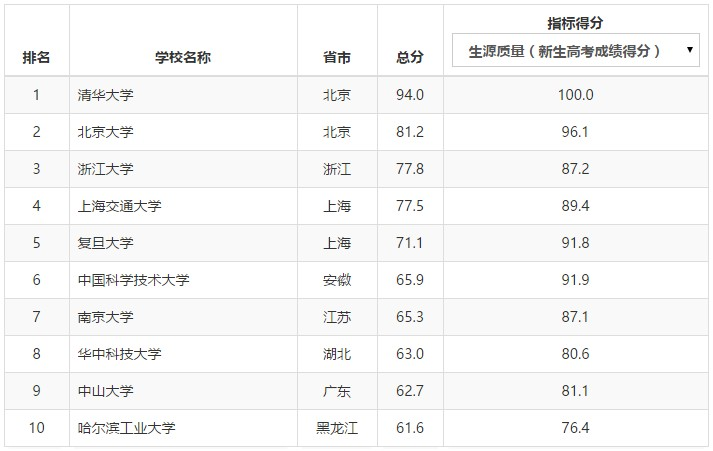 排名 学校名称 省市 总分 指标得分
生源质量（新生高考成绩得分）
1 清华大学 北京 94.0 100.0
2 北京大学 北京 81.2 96.1
3 浙江大学 浙江 77.8 87.2
4 上海交通大学 上海 77.5 89.4
5 复旦大学 上海 71.1 91.8
6 中国科学技术大学 安徽 65.9 91.9
7 南京大学 江苏 65.3 87.1
8 华中科技大学 湖北 63.0 80.6
9 中山大学 广东 62.7 81.1
10 哈尔滨工业大学 黑龙江 61.6 76.4